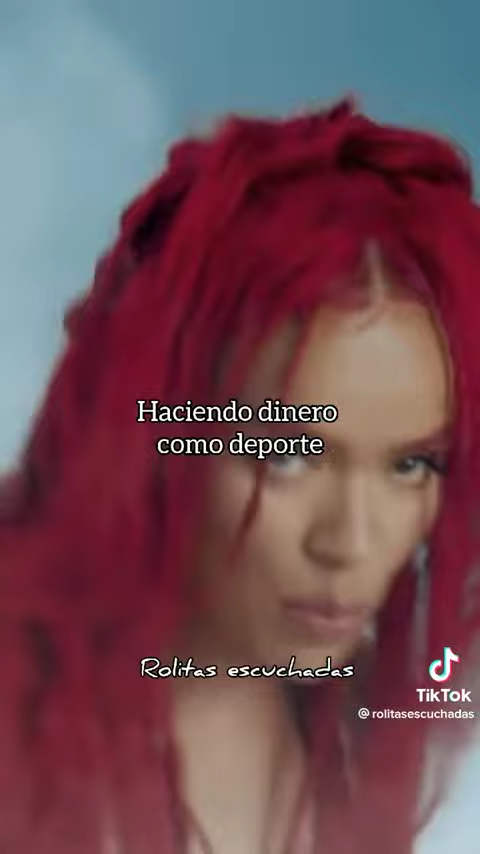 Haciendo dinero
como deporte
Rolitas escuchadas
TikTok
@rolitasescuchadas